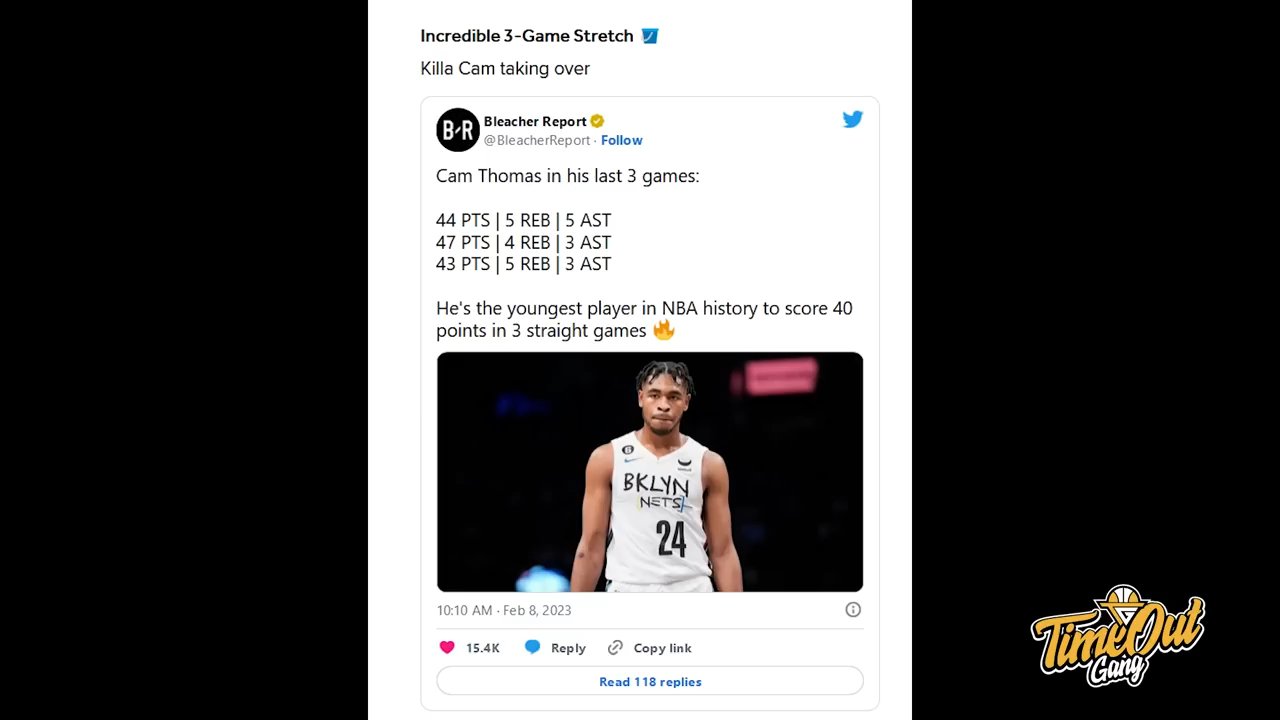 Incredible 3-Game Stretch
Killa Cam taking over
B/R
Bleacher Report
@BleacherReport · Follow
Cam Thomas in his last 3 games:
44 PTS | 5 REB | 5 AST
47 PTS | 4 REB | 3 AST
43 PTS | 5 REB | 3 AST
He's the youngest player in NBA history to score 40
points in 3 straight games 🔥
6
BKLYN
NETS
24
10:10 AM · Feb 8, 2023
15.4K Reply Copy link
Read 118 replies
TimeOut
Gang